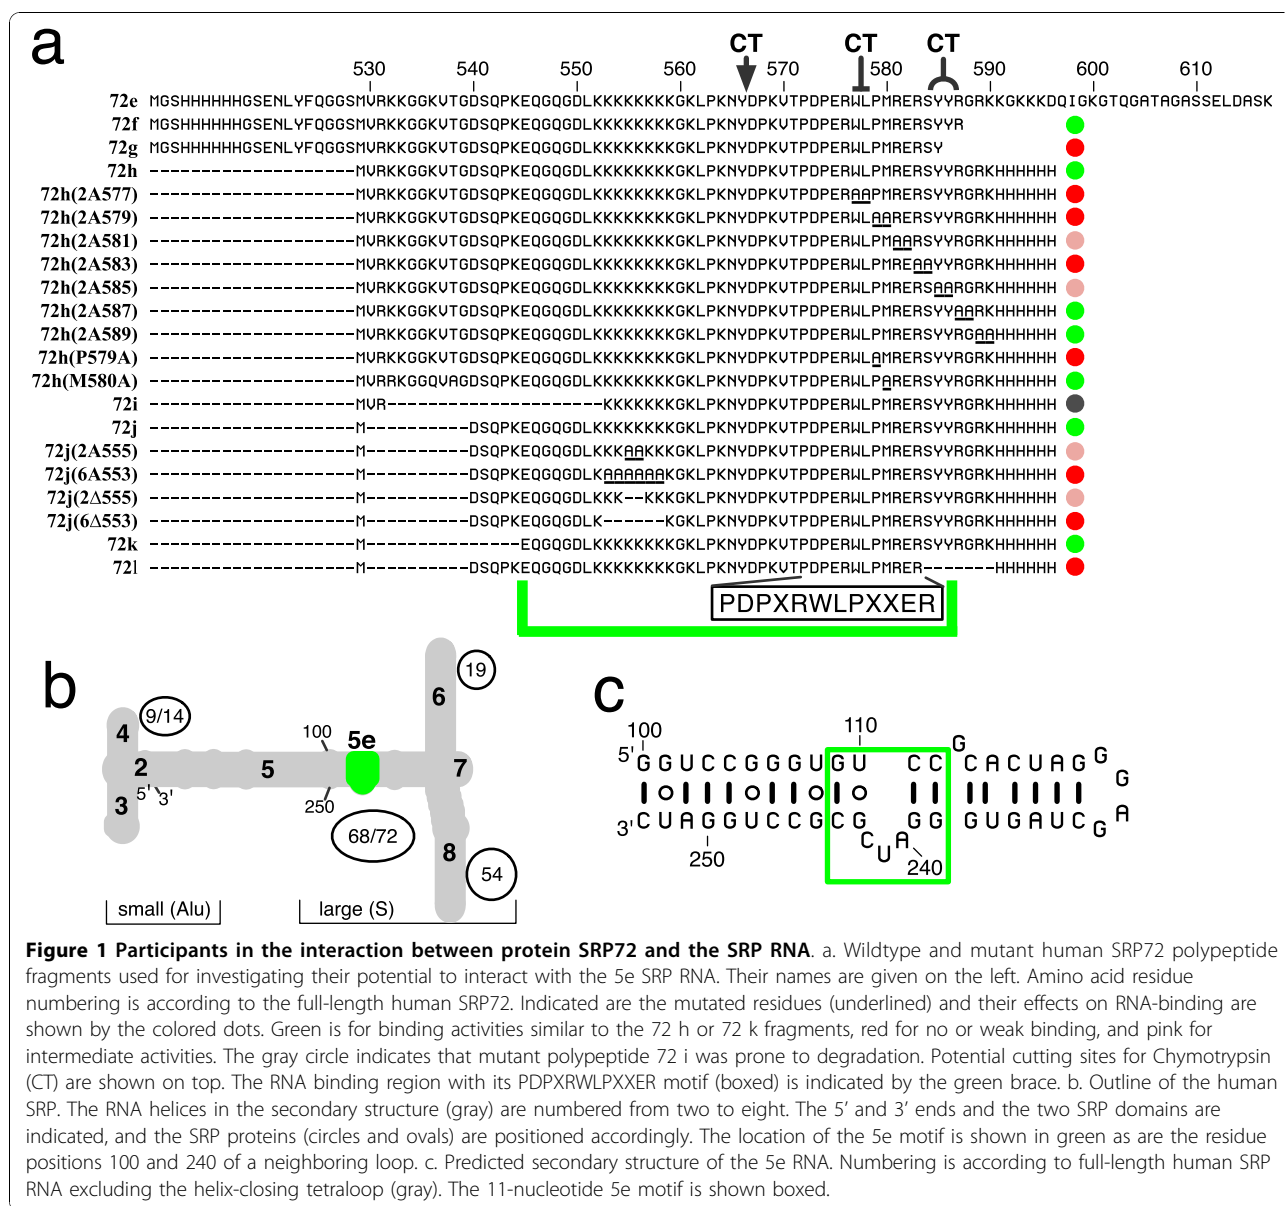 a
CT CT CT
530 540 550 560 570 580 590 600 610
72e MGSHHHHHHGSENLYFQGGSMVRKKGGKVTGDSQPKEQGQGDLKKKKKKKKGKLPKNYDPKVTPDPERWLPMRERSYYRGRKKGKKKDQIGKGTQGATAGASSELDASK
72f MGSHHHHHHGSENLYFQGGSMVRKKGGKVTGDSQPKEQGQGDLKKKKKKKKGKLPKNYDPKVTPDPERWLPMRERSYYR
72g MGSHHHHHHGSENLYFQGGSMVRKKGGKVTGDSQPKEQGQGDLKKKKKKKKGKLPKNYDPKVTPDPERWLPMRERSY
72h --------------------MVRKKGGKVTGDSQPKEQGQGDLKKKKKKKKGKLPKNYDPKVTPDPERWLPMRERSYYRGRKHHHHHH
72h(2A577) --------------------MVRKKGGKVTGDSQPKEQGQGDLKKKKKKKKGKLPKNYDPKVTPDPERAAPMRERSYYRGRKHHHHHH
72h(2A579) --------------------MVRKKGGKVTGDSQPKEQGQGDLKKKKKKKKGKLPKNYDPKVTPDPERWLAARERSYYRGRKHHHHHH
72h(2A581) --------------------MVRKKGGKVTGDSQPKEQGQGDLKKKKKKKKGKLPKNYDPKVTPDPERWLPMAARSYYRGRKHHHHHH
72h(2A583) --------------------MVRKKGGKVTGDSQPKEQGQGDLKKKKKKKKGKLPKNYDPKVTPDPERWLPMREAAYYRGRKHHHHHH
72h(2A585) --------------------MVRKKGGKVTGDSQPKEQGQGDLKKKKKKKKGKLPKNYDPKVTPDPERWLPMRERSAARGRKHHHHHH
72h(2A587) --------------------MVRKKGGKVTGDSQPKEQGQGDLKKKKKKKKGKLPKNYDPKVTPDPERWLPMRERSYYAARKHHHHHH
72h(2A589) --------------------MVRKKGGKVTGDSQPKEQGQGDLKKKKKKKKGKLPKNYDPKVTPDPERWLPMRERSYYRGAAHHHHHH
72h(P579A) --------------------MVRKKGGKVTGDSQPKEQGQGDLKKKKKKKKGKLPKNYDPKVTPDPERWLAMRERSYYRGRKHHHHHH
72h(M580A) --------------------MVRRKGGQVAGDSQPKEQGQGDLKKKKKKKKGKLPKNYDPKVTPDPERWLPARERSYYRGRKHHHHHH
72i --------------------MVR---------------------KKKKKKKGKLPKNYDPKVTPDPERWLPMRERSYYRGRKHHHHHH
72j --------------------M----------DSQPKEQGQGDLKKKKKKKKGKLPKNYDPKVTPDPERWLPMRERSYYRGRKHHHHHH
72j(2A555) --------------------M----------DSQPKEQGQGDLKKKAAKKKGKLPKNYDPKVTPDPERWLPMRERSYYRGRKHHHHHH
72j(6A553) --------------------M----------DSQPKEQGQGDLKAAAAAAKGKLPKNYDPKVTPDPERWLPMRERSYYRGRKHHHHHH
72j(2Δ555) --------------------M----------DSQPKEQGQGDLKKK--KKKGKLPKNYDPKVTPDPERWLPMRERSYYRGRKHHHHHH
72j(6Δ553) --------------------M----------DSQPKEQGQGDLK------KGKLPKNYDPKVTPDPERWLPMRERSYYRGRKHHHHHH
72k --------------------M---------------EQGQGDLKKKKKKKKGKLPKNYDPKVTPDPERWLPMRERSYYRGRKHHHHHH
72l --------------------M----------DSQPKEQGQGDLKKKKKKKKGKLPKNYDPKVTPDPERWLPMRER-------HHHHHH
PDPXRWLPXXER
b
9/14
19
4
6
100
5e
2
5
7
5' 3'
3
250
68/72
8
54
small (Alu)
large (S)
c
100
110
5' G G U C C G G G U G U C C G C A C U A G G
G
A
3' C U A G G U C C G C G G G G U G A U C G
C U A
250
240
Figure 1 Participants in the interaction between protein SRP72 and the SRP RNA. a. Wildtype and mutant human SRP72 polypeptide
fragments used for investigating their potential to interact with the 5e SRP RNA. Their names are given on the left. Amino acid residue
numbering is according to the full-length human SRP72. Indicated are the mutated residues (underlined) and their effects on RNA-binding are
shown by the colored dots. Green is for binding activities similar to the 72 h or 72 k fragments, red for no or weak binding, and pink for
intermediate activities. The gray circle indicates that mutant polypeptide 72 i was prone to degradation. Potential cutting sites for Chymotrypsin
(CT) are shown on top. The RNA binding region with its PDPXRWLPXXER motif (boxed) is indicated by the green brace. b. Outline of the human
SRP. The RNA helices in the secondary structure (gray) are numbered from two to eight. The 5’ and 3’ ends and the two SRP domains are
indicated, and the SRP proteins (circles and ovals) are positioned accordingly. The location of the 5e motif is shown in green as are the residue
positions 100 and 240 of a neighboring loop. c. Predicted secondary structure of the 5e RNA. Numbering is according to full-length human SRP
RNA excluding the helix-closing tetraloop (gray). The 11-nucleotide 5e motif is shown boxed.